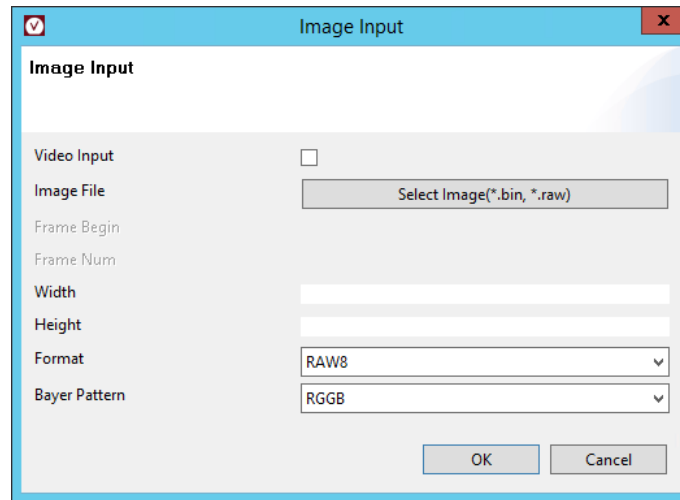 Image Input
x
Image Input
Video Input
Image File Select Image(*.bin, *.raw)
Frame Begin
Frame Num
Width
Height
Format RAW8
Bayer Pattern RGGB
OK Cancel